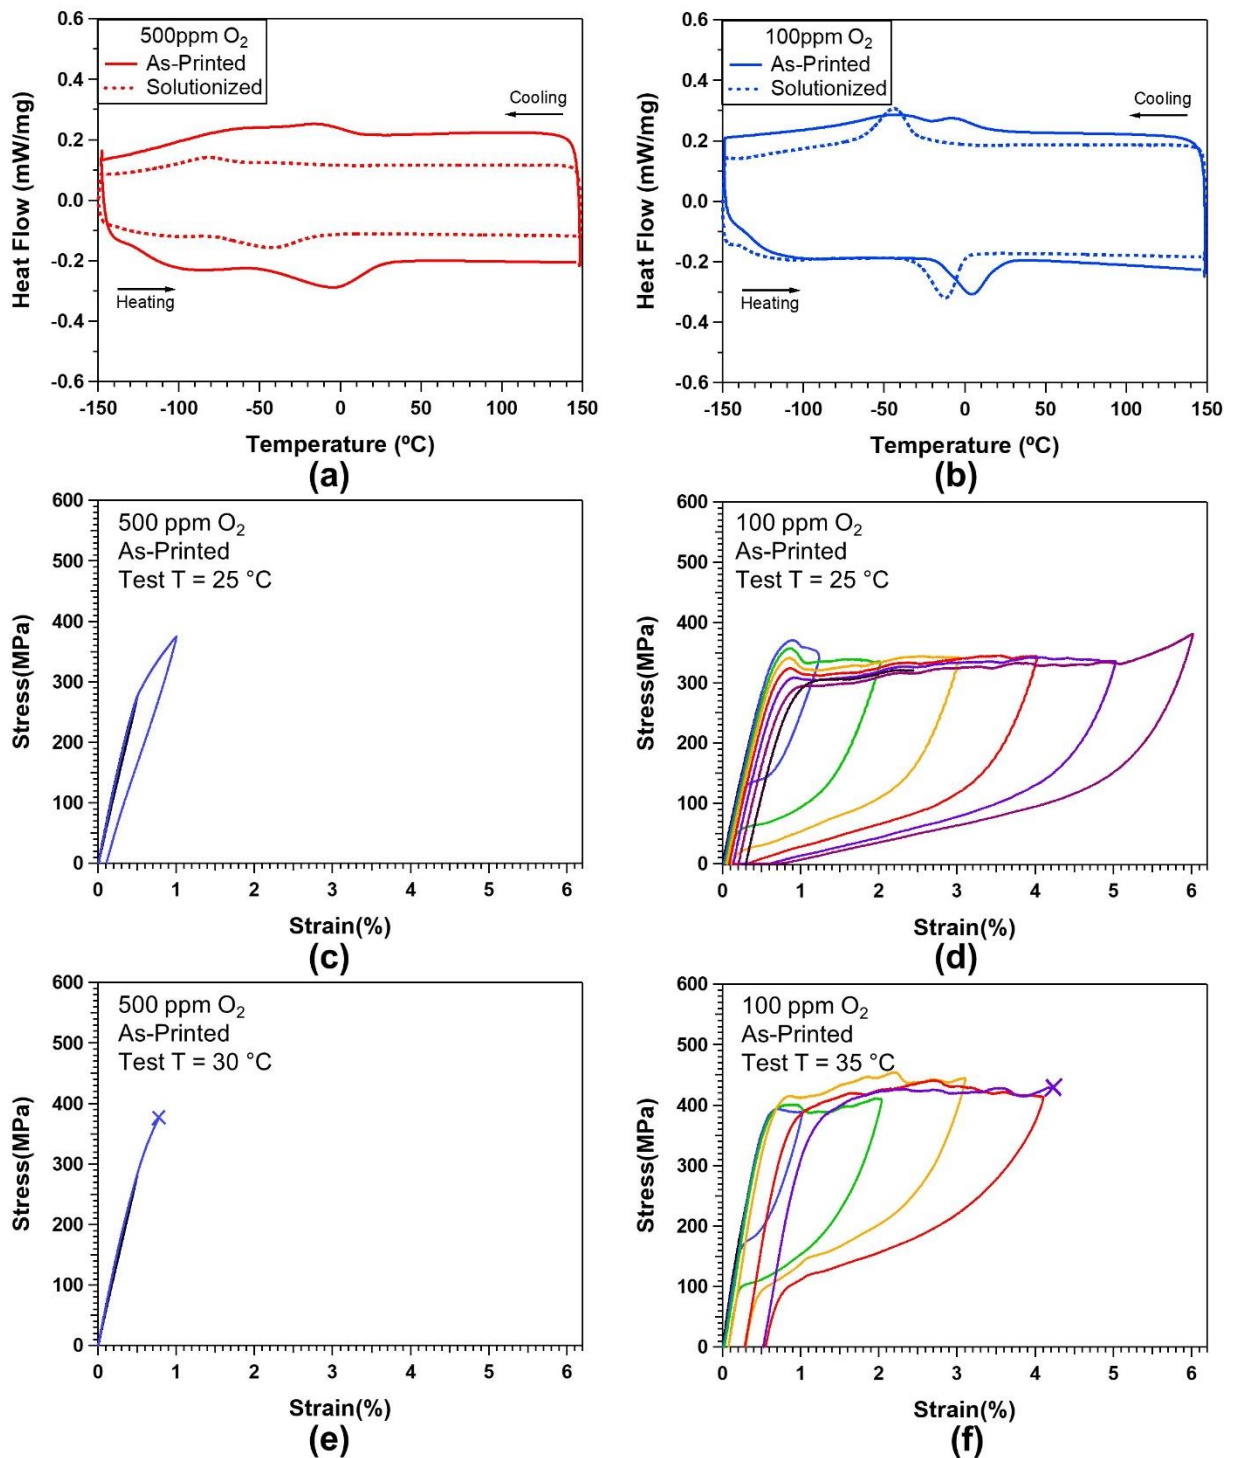 500ppm O2
As-Printed
Solutionized
Cooling
Heating
Heat Flow (mW/mg)
0.6
0.4
0.2
0.0
-0.2
-0.4
-0.6
-150 -100 -50 0 50 100 150
Temperature (ºC)
(a)
100ppm O2
As-Printed
Solutionized
Cooling
Heating
Heat Flow (mW/mg)
0.6
0.4
0.2
0.0
-0.2
-0.4
-0.6
-150 -100 -50 0 50 100 150
Temperature (ºC)
(b)
500 ppm O2
As-Printed
Test T = 25 °C
Stress(MPa)
600
500
400
300
200
100
0
0 1 2 3 4 5 6
Strain(%)
(c)
100 ppm O2
As-Printed
Test T = 25 °C
Stress(MPa)
600
500
400
300
200
100
0
0 1 2 3 4 5 6
Strain(%)
(d)
500 ppm O2
As-Printed
Test T = 30 °C
Stress(MPa)
600
500
400
300
200
100
0
0 1 2 3 4 5 6
Strain(%)
(e)
100 ppm O2
As-Printed
Test T = 35 °C
Stress(MPa)
600
500
400
300
200
100
0
0 1 2 3 4 5 6
Strain(%)
(f)